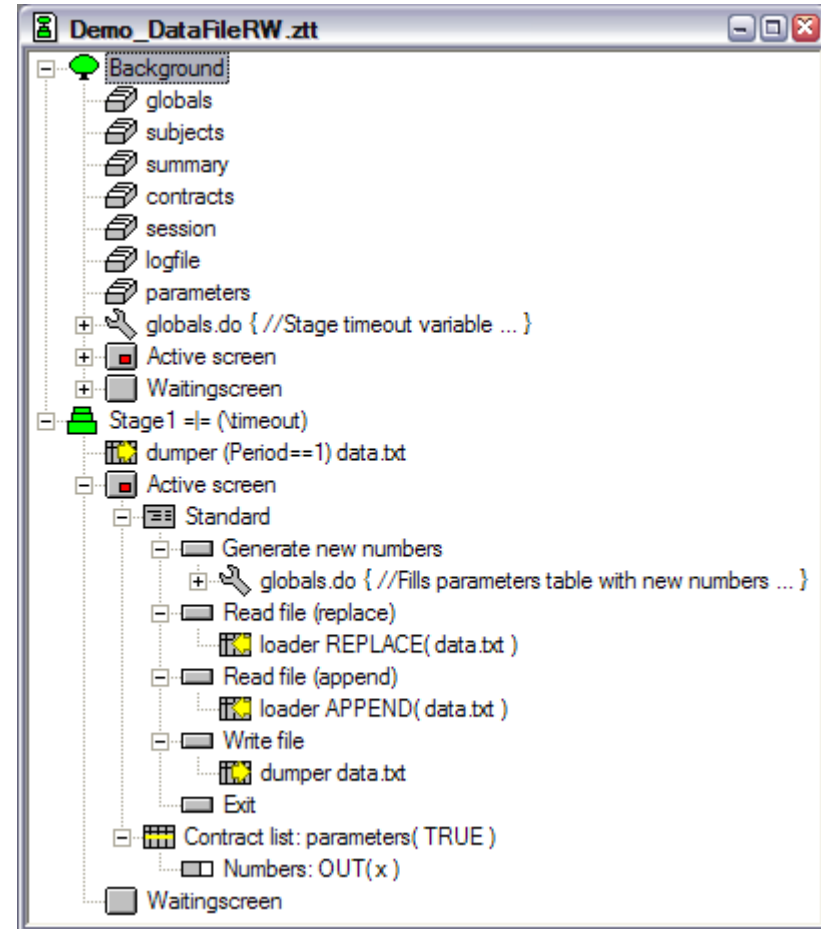 Demo_DataFileRW.ztt
Background
globals
subjects
summary
contracts
session
logfile
parameters
globals.do { //Stage timeout variable ... }
Active screen
Waitingscreen
Stage1 =|= (\timeout)
dumper (Period==1) data.txt
Active screen
Standard
Generate new numbers
globals.do { //Fills parameters table with new numbers ... }
Read file (replace)
loader REPLACE( data.txt )
Read file (append)
loader APPEND( data.txt )
Write file
dumper data.txt
Exit
Contract list: parameters( TRUE )
Numbers: OUT( x )
Waitingscreen